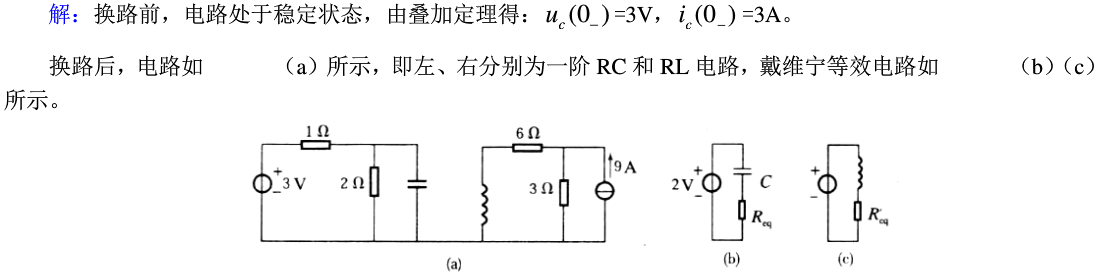 解：换路前，电路处于稳定状态，由叠加定理得：u_c(0_−)=3V，i_c(0_−)=3A。
换路后，电路如 （a）所示，即左、右分别为一阶 RC 和 RL 电路，戴维宁等效电路如 （b）（c）
所示。
1Ω
6Ω
+
3V
−
2Ω
3Ω
9A
+
2V
−
C
R_eq
+
−
R_eq
(a)
(b)
(c)